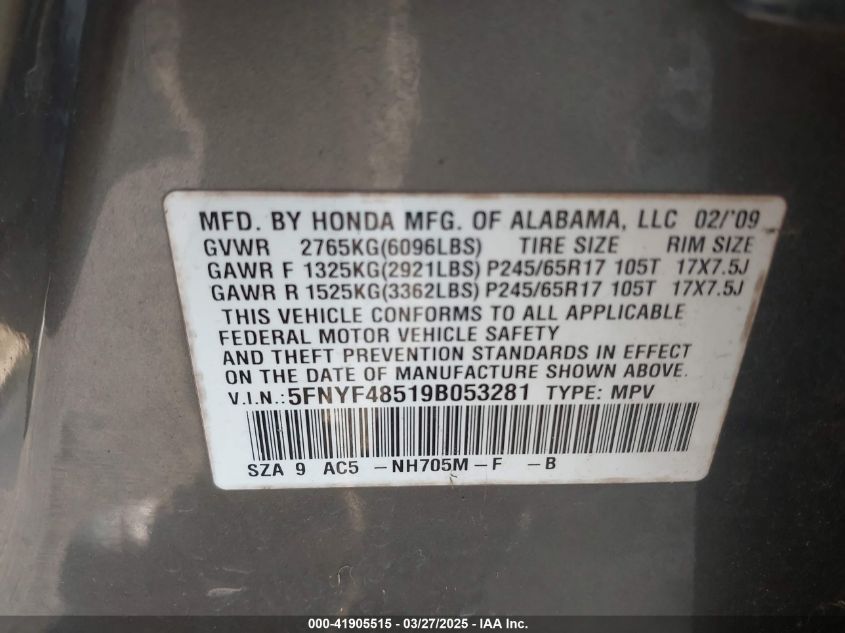 MFD. BY HONDA MFG. OF ALABAMA, LLC 02/'09
GVWR 2765KG(6096LBS) TIRE SIZE RIM SIZE
GAWR F 1325KG(2921LBS) P245/65R17 105T 17X7.5J
GAWR R 1525KG(3362LBS) P245/65R17 105T 17X7.5J
THIS VEHICLE CONFORMS TO ALL APPLICABLE
FEDERAL MOTOR VEHICLE SAFETY
AND THEFT PREVENTION STANDARDS IN EFFECT
ON THE DATE OF MANUFACTURE SHOWN ABOVE.
V.I.N.: 5FNYF48519B053281 TYPE: MPV
SZA 9 AC5 -NH705M-F -B
000-41905515 — 03/27/2025 - IAA Inc.